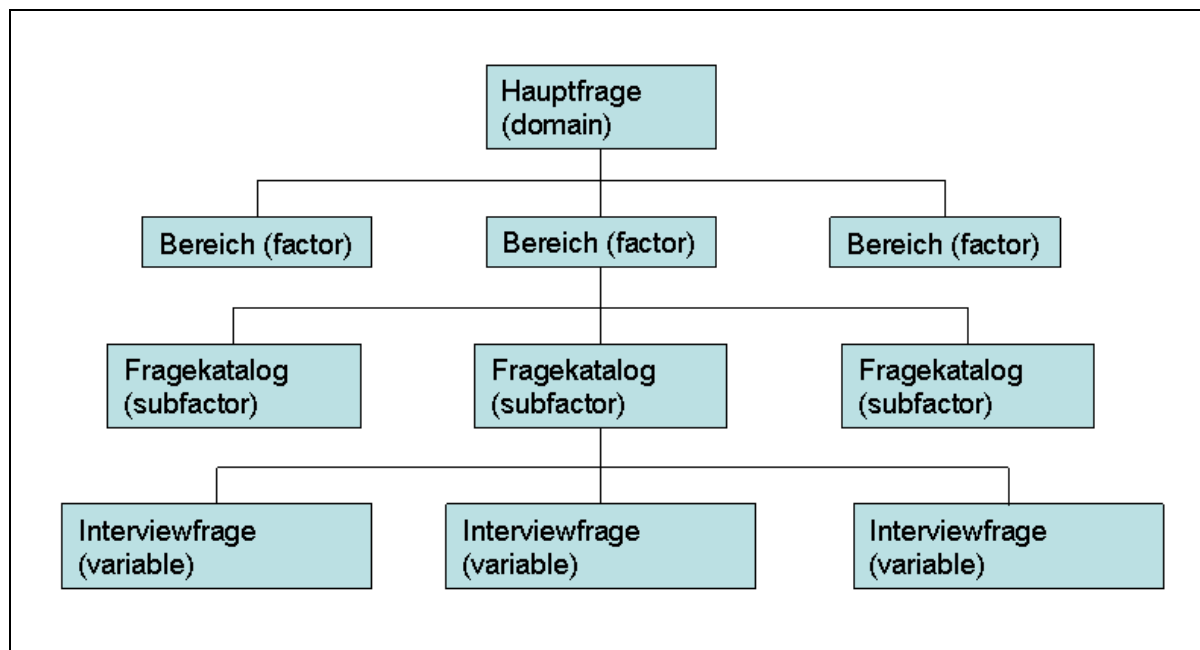 Hauptfrage
(domain)
Bereich (factor)
Bereich (factor)
Bereich (factor)
Fragekatalog
(subfactor)
Fragekatalog
(subfactor)
Fragekatalog
(subfactor)
Interviewfrage
(variable)
Interviewfrage
(variable)
Interviewfrage
(variable)